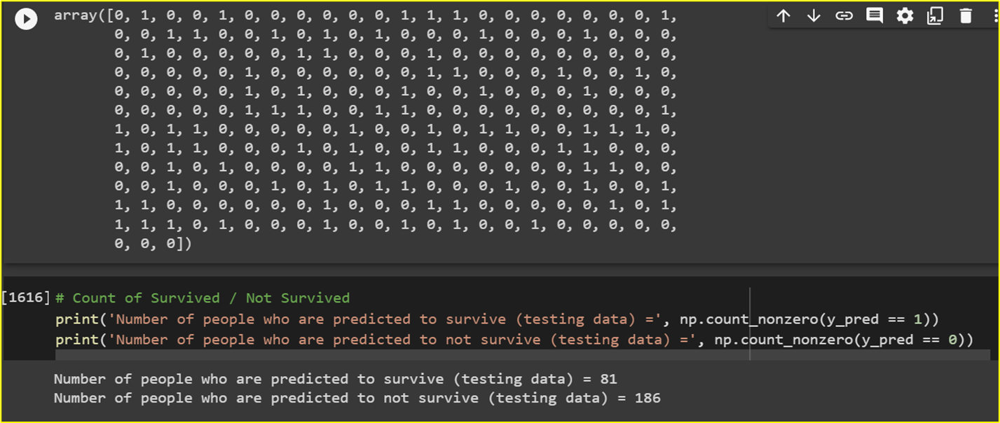 array([0, 1, 0, 0, 1, 0, 0, 0, 0, 0, 0, 1, 1, 1, 0, 0, 0, 0, 0, 0, 0, 1,
0, 0, 1, 1, 0, 0, 1, 0, 1, 0, 1, 0, 0, 0, 1, 0, 0, 0, 1, 0, 0, 0,
0, 1, 0, 0, 0, 0, 0, 1, 1, 0, 0, 0, 1, 0, 0, 0, 0, 0, 0, 0, 0, 0,
0, 0, 0, 0, 0, 1, 0, 0, 0, 0, 0, 0, 1, 1, 0, 0, 0, 1, 0, 0, 1, 0,
0, 0, 0, 0, 0, 1, 0, 1, 0, 0, 0, 1, 0, 0, 1, 0, 0, 0, 1, 0, 0, 0,
0, 0, 0, 0, 0, 1, 1, 1, 0, 0, 1, 1, 0, 0, 0, 0, 0, 0, 0, 0, 0, 1,
1, 0, 1, 1, 0, 0, 0, 0, 0, 1, 0, 0, 1, 0, 1, 1, 0, 0, 1, 1, 1, 0,
1, 0, 1, 1, 0, 0, 0, 1, 0, 1, 0, 0, 1, 1, 0, 0, 0, 1, 1, 0, 0, 0,
0, 0, 1, 0, 1, 0, 0, 0, 0, 1, 1, 0, 0, 0, 0, 0, 0, 0, 1, 1, 0, 0,
0, 0, 1, 0, 0, 0, 1, 0, 1, 0, 1, 1, 0, 0, 0, 1, 0, 0, 1, 0, 0, 1,
1, 1, 0, 0, 0, 0, 0, 0, 1, 0, 0, 0, 1, 1, 0, 0, 0, 0, 0, 1, 0, 1,
1, 1, 1, 0, 1, 0, 0, 0, 1, 0, 0, 1, 0, 1, 0, 0, 1, 0, 0, 0, 0, 0,
0, 0, 0])
[1616] # Count of Survived / Not Survived
print('Number of people who are predicted to survive (testing data) =', np.count_nonzero(y_pred == 1))
print('Number of people who are predicted to not survive (testing data) =', np.count_nonzero(y_pred == 0))
Number of people who are predicted to survive (testing data) = 81
Number of people who are predicted to not survive (testing data) = 186